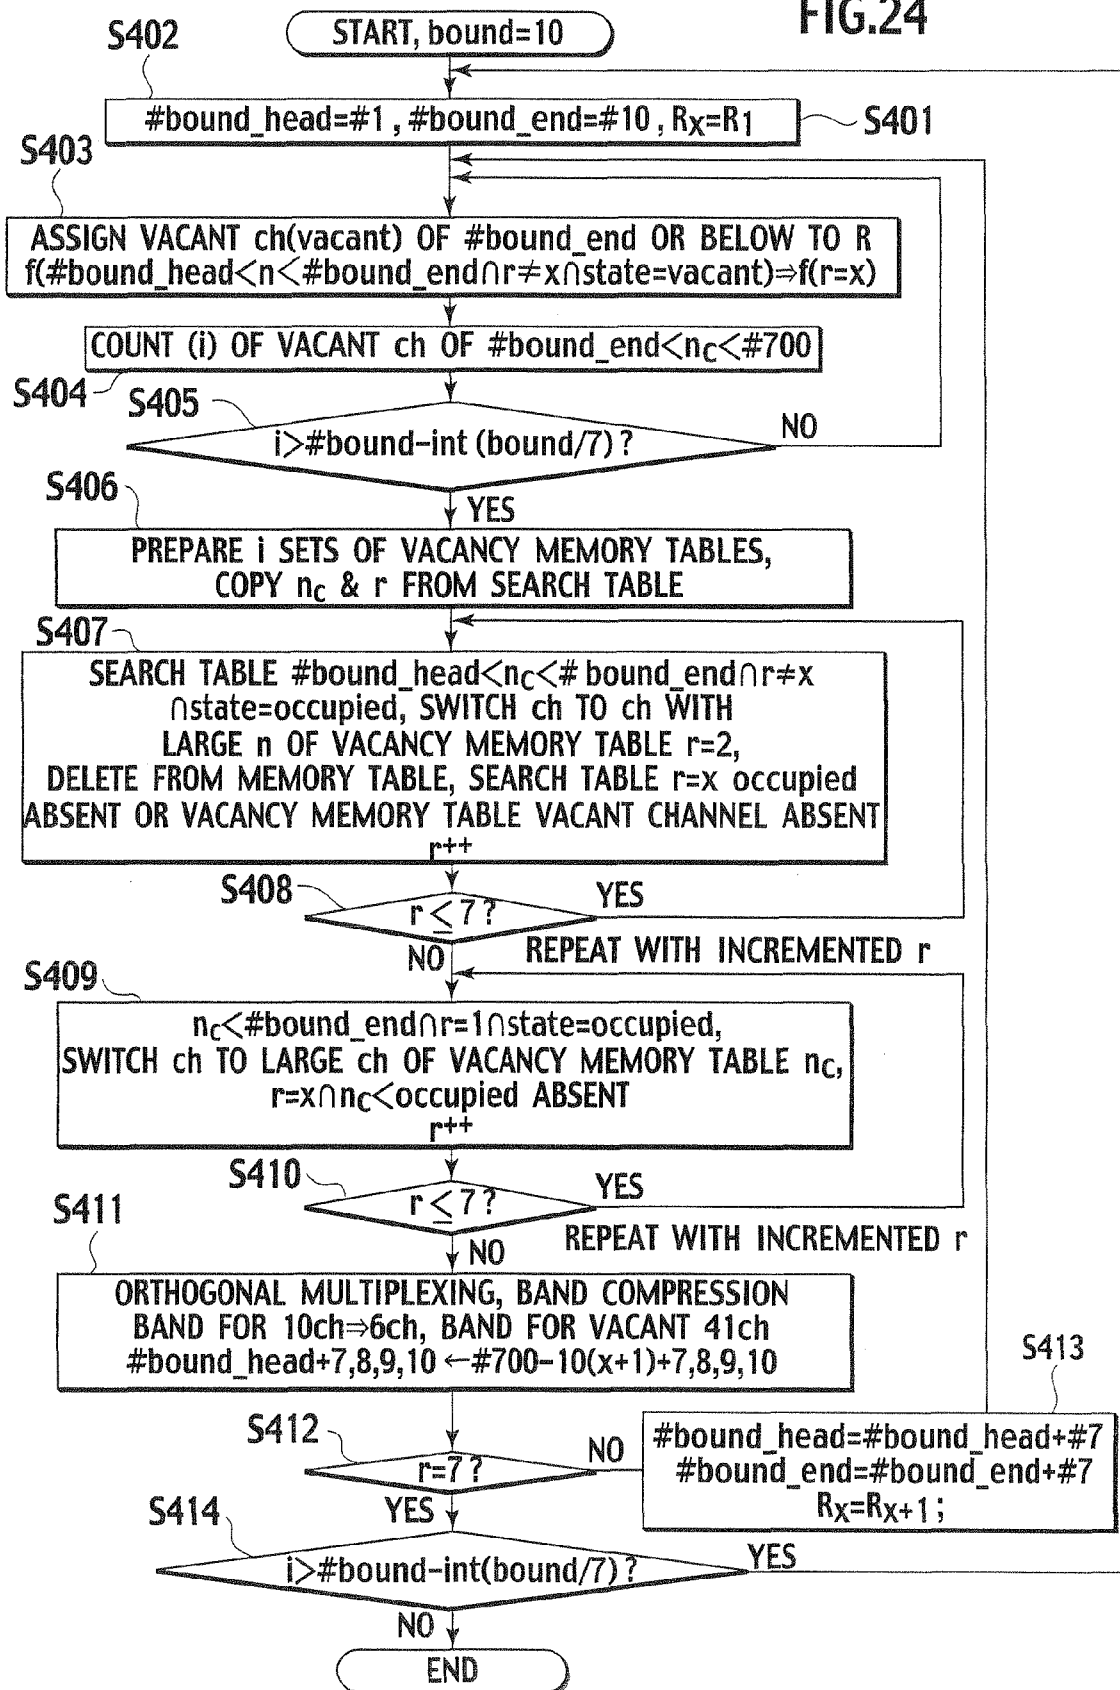 FIG.24
START, bound=10
S402
#bound_head=#1 , #bound_end=#10 , Rx=R1
S401
S403
ASSIGN VACANT ch(vacant) OF #bound_end OR BELOW TO R
f(#bound_head<n<#bound_end∩r≠x∩state=vacant)⇒f(r=x)
COUNT (i) OF VACANT ch OF #bound_end<nc<#700
S404
S405
i>#bound-int (bound/7) ?
NO
S406
YES
PREPARE i SETS OF VACANCY MEMORY TABLES,
COPY nc & r FROM SEARCH TABLE
S407
SEARCH TABLE #bound_head<nc<# bound_end∩r≠x
∩state=occupied, SWITCH ch TO ch WITH
LARGE n OF VACANCY MEMORY TABLE r=2,
DELETE FROM MEMORY TABLE, SEARCH TABLE r=x occupied
ABSENT OR VACANCY MEMORY TABLE VACANT CHANNEL ABSENT
r++
S408
r ≤ 7 ?
YES
NO
REPEAT WITH INCREMENTED r
S409
nc<#bound_end∩r=1∩state=occupied,
SWITCH ch TO LARGE ch OF VACANCY MEMORY TABLE nc,
r=x∩nc<occupied ABSENT
r++
S410
r ≤ 7 ?
YES
S411
NO
REPEAT WITH INCREMENTED r
ORTHOGONAL MULTIPLEXING, BAND COMPRESSION
BAND FOR 10ch⇒6ch, BAND FOR VACANT 41ch
#bound_head+7,8,9,10 ←#700-10(x+1)+7,8,9,10
S413
S412
r=7 ?
NO
#bound_head=#bound_head+#7
#bound_end=#bound_end+#7
Rx=Rx+1 ;
YES
S414
i>#bound-int(bound/7) ?
YES
NO
END